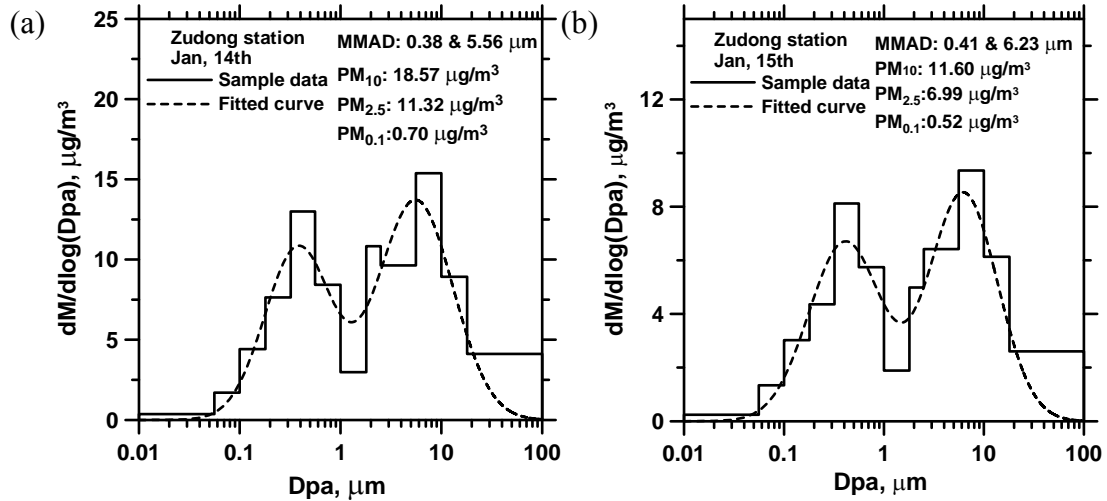 (a)
25
20
15
10
5
0
dM/dlog(Dpa), μg/m³
Zudong station
Jan, 14th
Sample data
Fitted curve
MMAD: 0.38 & 5.56 μm
PM₁₀: 18.57 μg/m³
PM₂.₅: 11.32 μg/m³
PM₀.₁:0.70 μg/m³
0.01 0.1 1 10 100
Dpa, μm
(b)
12
8
4
0
dM/dlog(Dpa), μg/m³
Zudong station
Jan, 15th
Sample data
Fitted curve
MMAD: 0.41 & 6.23 μm
PM₁₀: 11.60 μg/m³
PM₂.₅:6.99 μg/m³
PM₀.₁:0.52 μg/m³
0.01 0.1 1 10 100
Dpa, μm